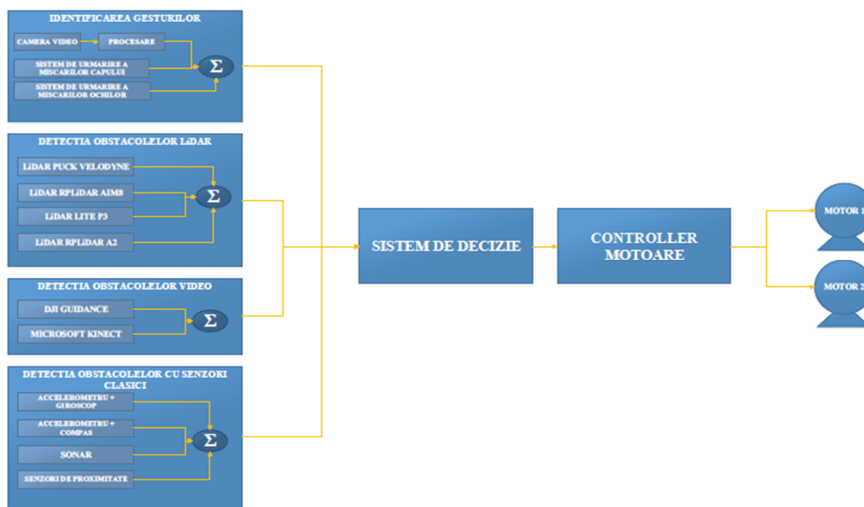 IDENTIFICAREA GESTURILOR
CAMERA VIDEO
PROCESARE
SISTEM DE URMARIRE A
MISCARILOR CAPULUI
SISTEM DE URMARIRE A
MISCARILOR OCHILOR
Σ
DETECTIA OBSTACOLELOR LiDAR
LiDAR PUCK VELODYNE
LiDAR RPLiDAR A1M8
LiDAR LITE P3
LiDAR RPLiDAR A2
Σ
DETECTIA OBSTACOLELOR VIDEO
DJI GUIDANCE
MICROSOFT KINECT
Σ
DETECTIA OBSTACOLELOR CU SENZORI
CLASICI
ACCELEROMETRU +
GIROSCOP
ACCELEROMETRU +
COMPAS
SONAR
SENZORI DE PROXIMITATE
Σ
SISTEM DE DECIZIE
CONTROLLER
MOTOARE
MOTOR 1
MOTOR 2